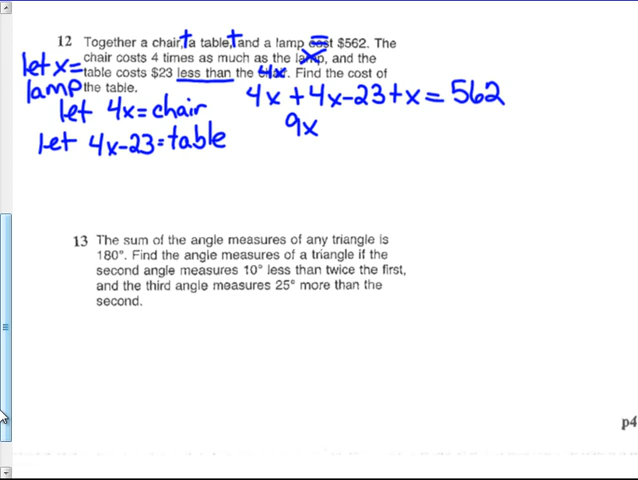 12 Together a chair,+a table,+and a lamp cost = $562. The
chair costs 4 times as much as the lamp, x and the
table costs $23 less than the chair. 4x Find the cost of
the table.
let x=
lamp
let 4x=chair
let 4x-23=table
4x+4x-23+x=562
9x
13 The sum of the angle measures of any triangle is
180°. Find the angle measures of a triangle if the
second angle measures 10° less than twice the first,
and the third angle measures 25° more than the
second.
p4